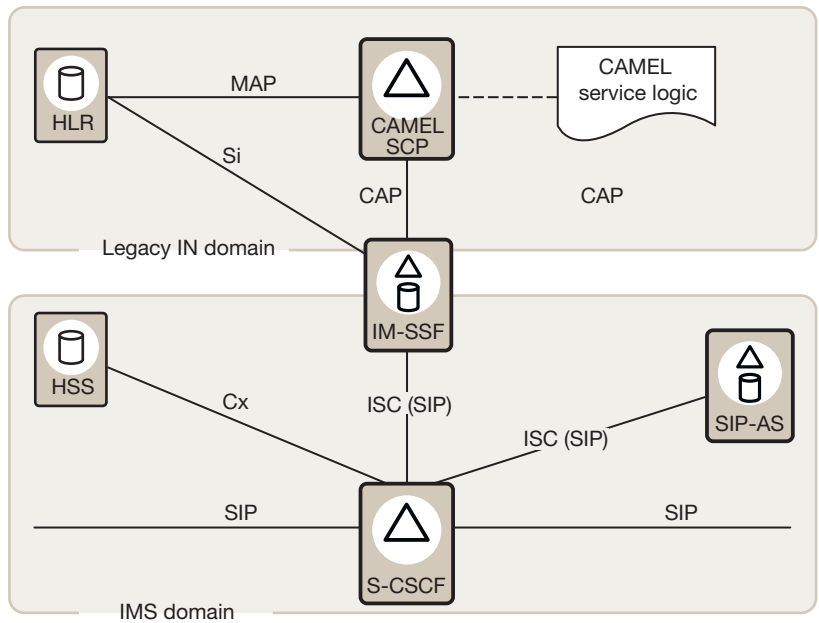 MAP
CAMEL
service logic
HLR
CAMEL
SCP
Si
CAP
CAP
Legacy IN domain
IM-SSF
HSS
Cx
ISC (SIP)
SIP-AS
ISC (SIP)
SIP
SIP
S-CSCF
IMS domain